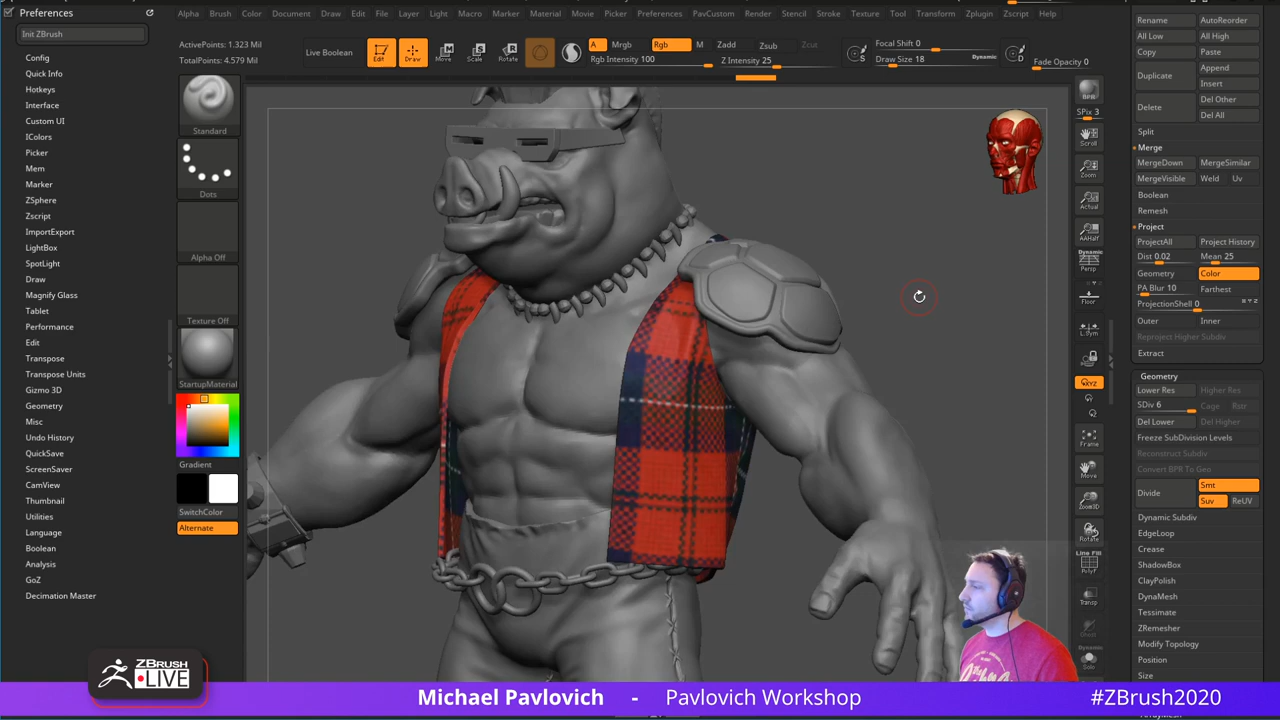 Preferences
Init ZBrush
Config
Quick Info
Hotkeys
Interface
Custom UI
IColors
Picker
Mem
Marker
ZSphere
Zscript
ImportExport
LightBox
SpotLight
Draw
Magnify Glass
Tablet
Performance
Edit
Transpose
Transpose Units
Gizmo 3D
Geometry
Misc
Undo History
QuickSave
ScreenSaver
CamView
Thumbnail
Utilities
Language
Boolean
Analysis
GoZ
Decimation Master
Alpha Brush Color Document Draw Edit File Layer Light Macro Marker Material Movie Picker Preferences PavCustom Render Stencil Stroke Texture Tool Transform Zplugin Zscript Help
ActivePoints: 1.323 Mil
TotalPoints: 4.579 Mil
Live Boolean
Edit Draw Move Scale Rotate
A Mrgb Rgb M
Rgb Intensity 100
Zadd Zsub Zcut
Z Intensity 25
S
Focal Shift 0
Draw Size 18 Dynamic
D
Fade Opacity 0
Standard
Dots
Alpha Off
Texture Off
StartupMaterial
Gradient
SwitchColor
Alternate
BPR
SPix 3
Scroll
Zoom
Actual
AAHalf
Dynamic
Persp
Floor
L.Sym
XYZ
Frame
Move
Zoom3D
Rotate
Line Fill
PolyF
Transp
Ghost
Dynamic
Solo
Rename AutoReorder
All Low All High
Copy Paste
Duplicate Append
Insert
Delete Del Other
Del All
Split
Merge
MergeDown MergeSimilar
MergeVisible Weld Uv
Boolean
Remesh
Project
ProjectAll Project History
Dist 0.02 Mean 25
Geometry Color
PA Blur 10 Farthest
ProjectionShell 0
Outer Inner
Reproject Higher Subdiv
Extract
Geometry
Lower Res Higher Res
SDiv 6 Cage Rstr
Del Lower Del Higher
Freeze SubDivision Levels
Reconstruct Subdiv
Convert BPR To Geo
Divide Smt
Suv ReUV
Dynamic Subdiv
EdgeLoop
Crease
ShadowBox
ClayPolish
DynaMesh
Tessimate
ZRemesher
Modify Topology
Position
Size
ZBRUSH
LIVE
Michael Pavlovich - Pavlovich Workshop #ZBrush2020